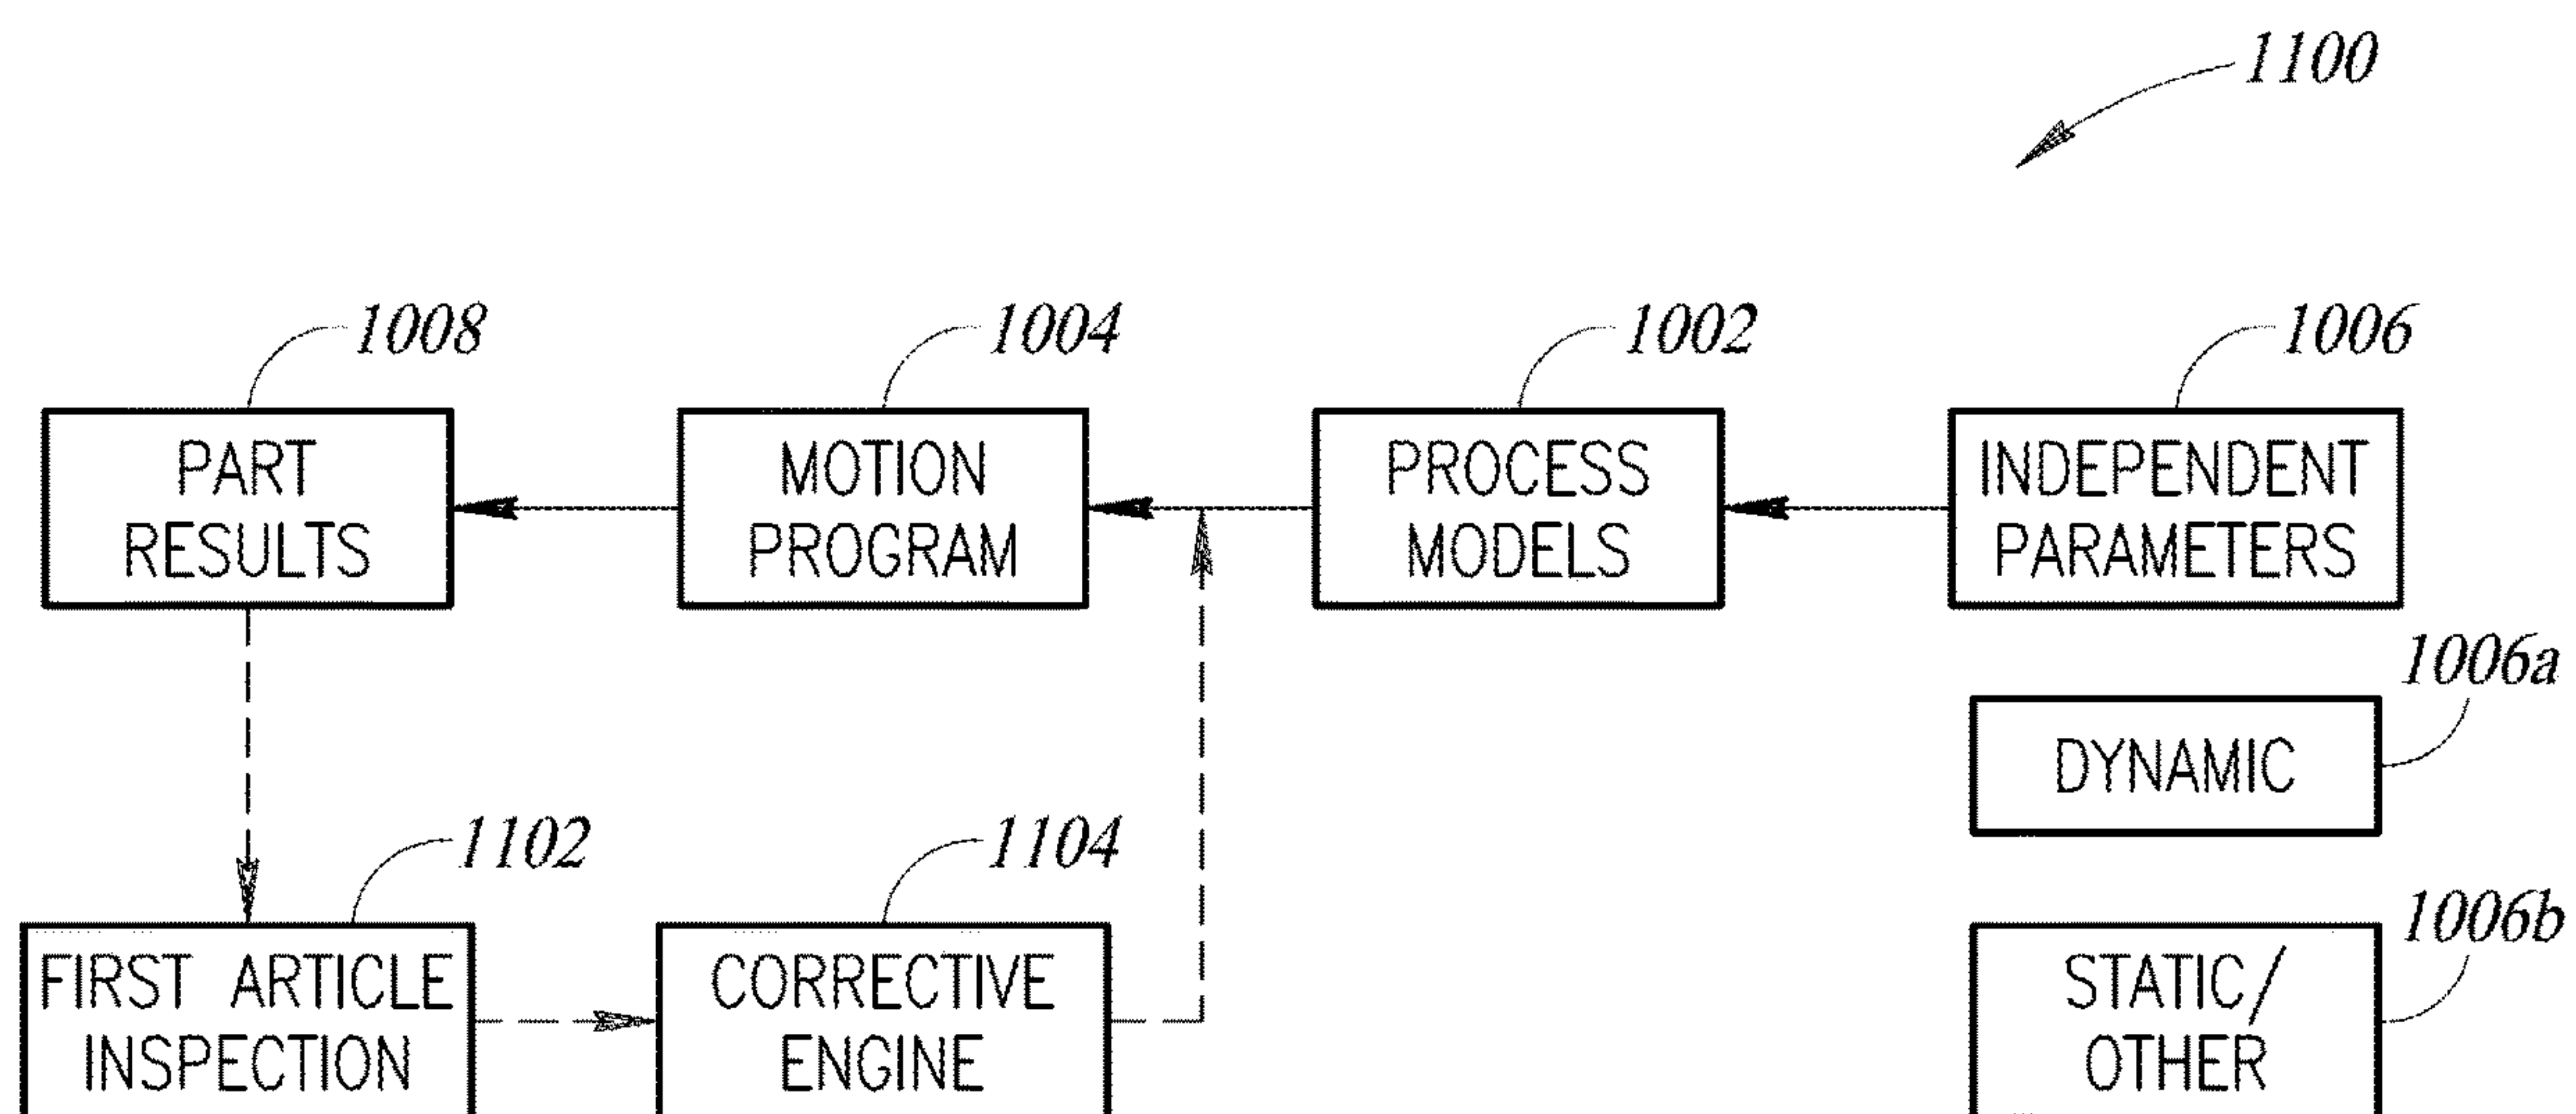 1100
1008
1004
1002
1006
PART
RESULTS
MOTION
PROGRAM
PROCESS
MODELS
INDEPENDENT
PARAMETERS
1006a
DYNAMIC
1102
1104
1006b
FIRST ARTICLE
INSPECTION
CORRECTIVE
ENGINE
STATIC/
OTHER